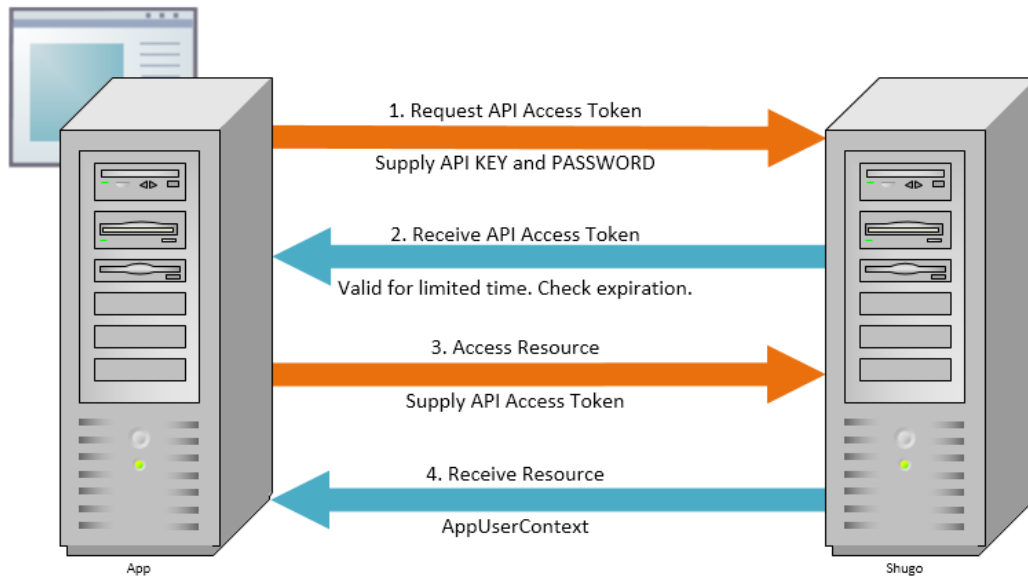 1. Request API Access Token
Supply API KEY and PASSWORD
2. Receive API Access Token
Valid for limited time. Check expiration.
3. Access Resource
Supply API Access Token
4. Receive Resource
AppUserContext
App
Shugo